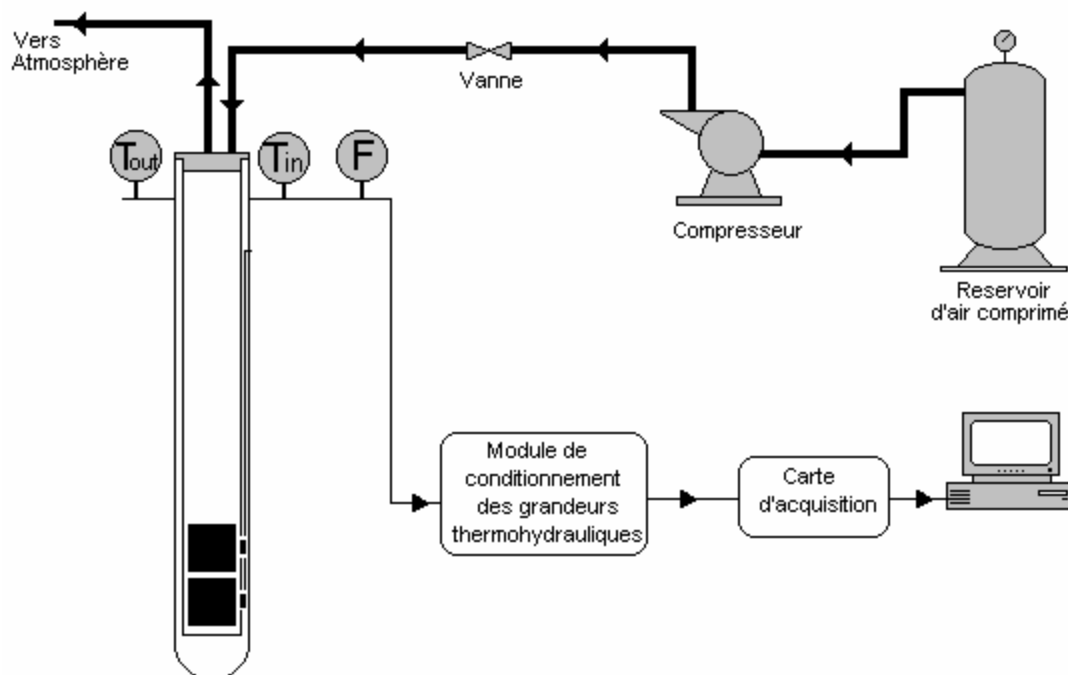 Vers
Atmosphère
Vanne
Tout
Tin
F
Compresseur
Reservoir
d'air comprimé
Module de
conditionnement
des grandeurs
thermohydrauliques
Carte
d'acquisition